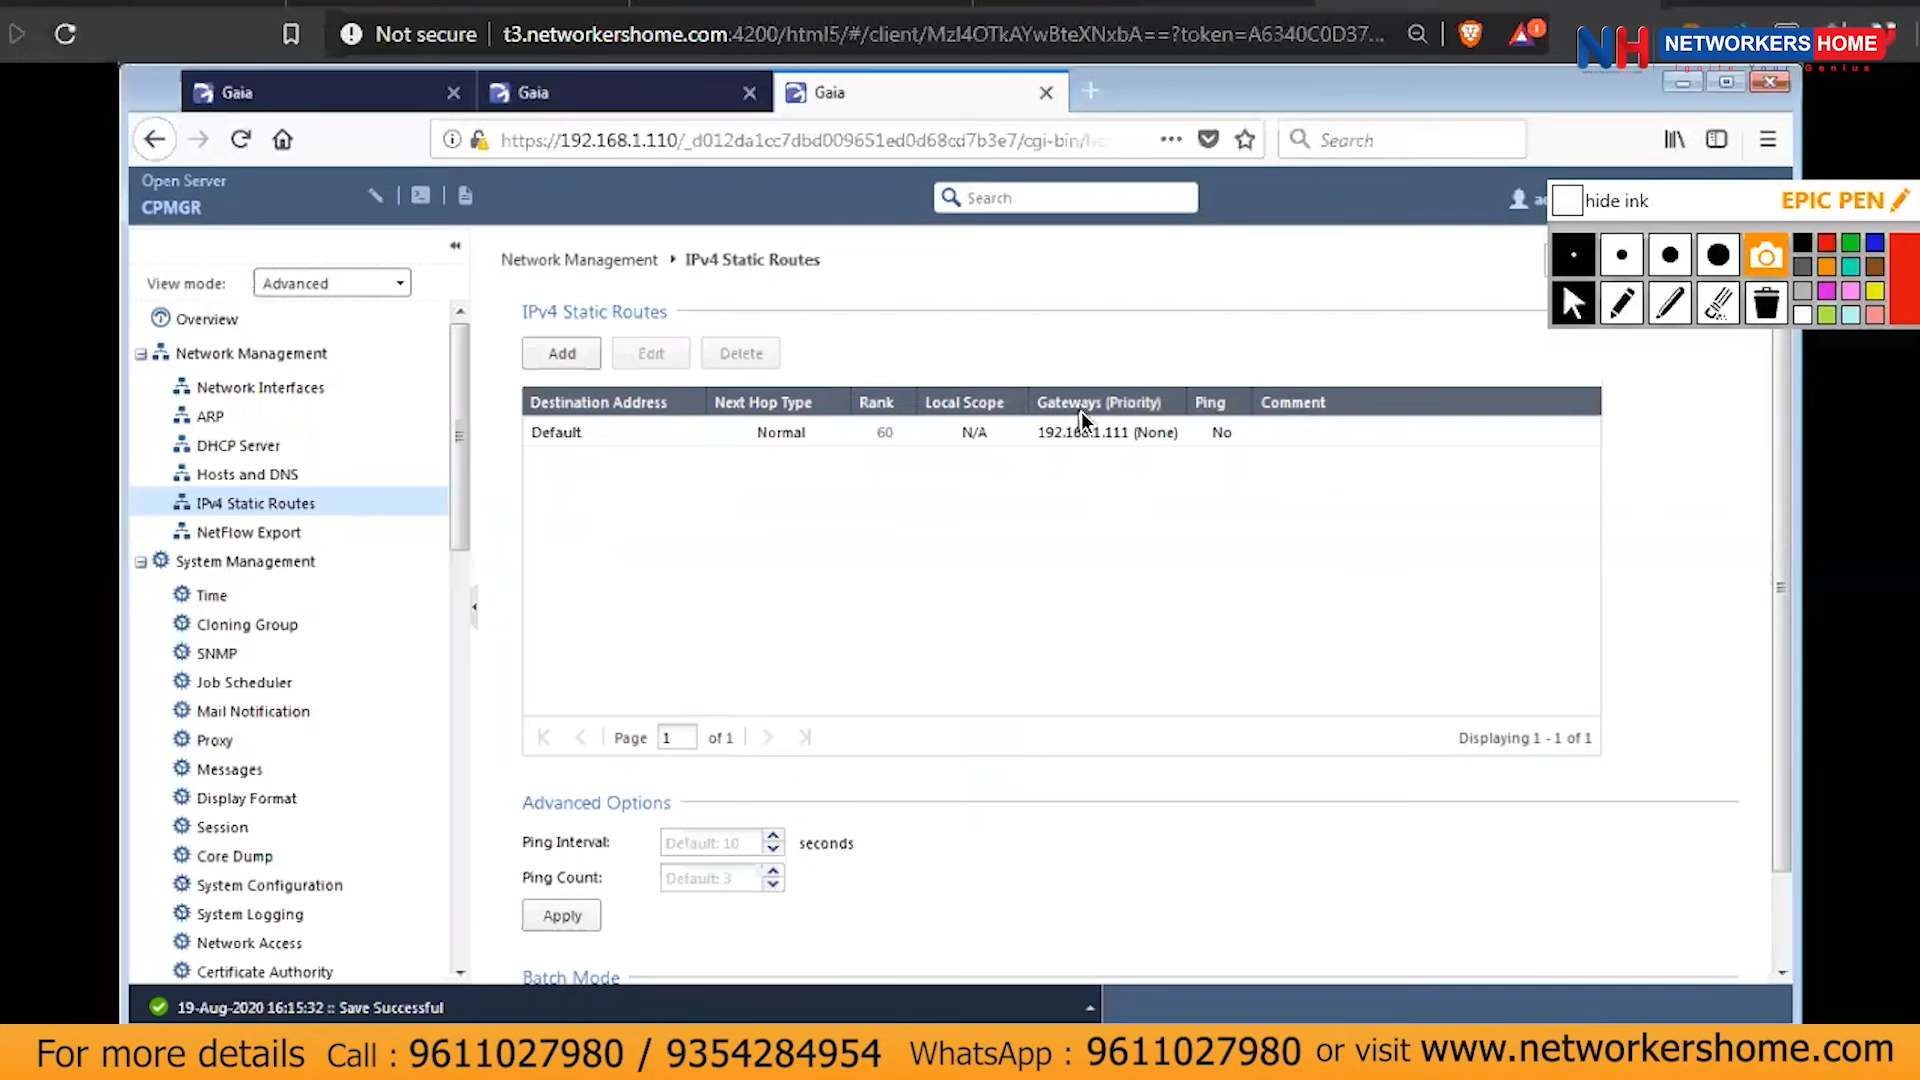 Not secure
t3.networkershome.com:4200/html5/#/client/MzI4OTkAYwBteXNxbA==?token=A6340C0D37...
NH NETWORKERS HOME
Ignite Your Genius
Gaia
Gaia
Gaia
https://192.168.1.110/_d012da1cc7dbd009651ed0d68cd7b3e7/cgi-bin/
Search
Open Server
CPMGR
Search
hide ink
EPIC PEN
View mode:
Advanced
Overview
Network Management
Network Interfaces
ARP
DHCP Server
Hosts and DNS
IPv4 Static Routes
NetFlow Export
System Management
Time
Cloning Group
SNMP
Job Scheduler
Mail Notification
Proxy
Messages
Display Format
Session
Core Dump
System Configuration
System Logging
Network Access
Certificate Authority
Network Management IPv4 Static Routes
IPv4 Static Routes
Add Edit Delete
Destination Address Next Hop Type Rank Local Scope Gateways (Priority) Ping Comment
Default Normal 60 N/A 192.168.1.111 (None) No
Page 1 of 1
Displaying 1 - 1 of 1
Advanced Options
Ping Interval: Default: 10 seconds
Ping Count: Default: 3
Apply
Batch Mode
19-Aug-2020 16:15:32 :: Save Successful
For more details Call : 9611027980 / 9354284954 WhatsApp : 9611027980 or visit www.networkershome.com